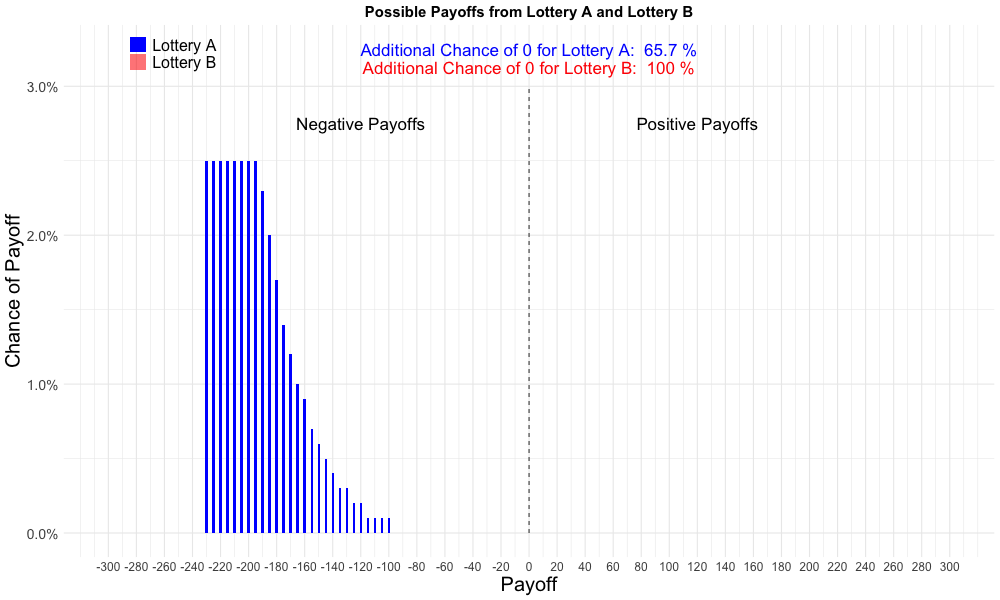 Possible Payoffs from Lottery A and Lottery B
Lottery A
Lottery B
Additional Chance of 0 for Lottery A:  65.7 %
Additional Chance of 0 for Lottery B:  100 %
Negative Payoffs
Positive Payoffs
Chance of Payoff
3.0%
2.0%
1.0%
0.0%
-300 -280 -260 -240 -220 -200 -180 -160 -140 -120 -100 -80 -60 -40 -20 0 20 40 60 80 100 120 140 160 180 200 220 240 260 280 300
Payoff